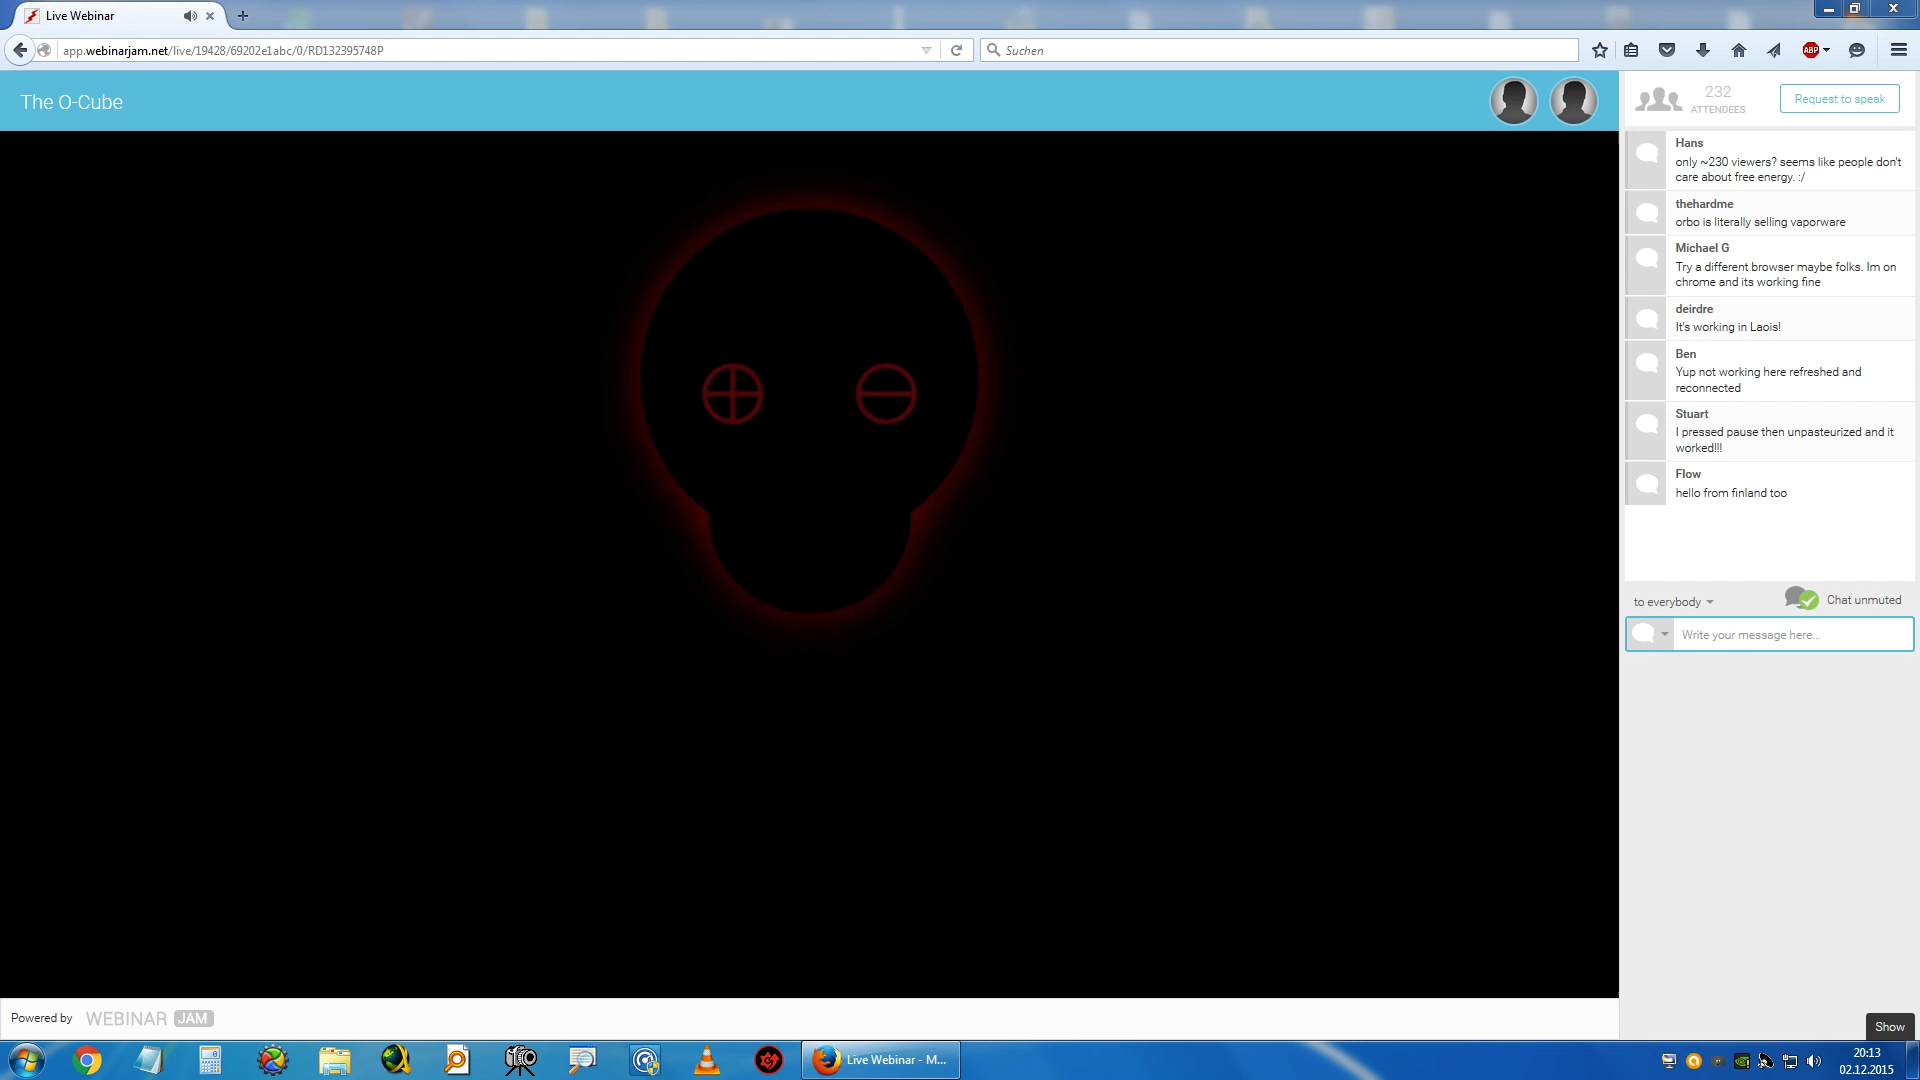 Live Webinar
app.webinarjam.net/live/19428/69202e1abc/0/RD132395748P
Suchen
ABP
The O-Cube
232
ATTENDEES
Request to speak
Hans
only ~230 viewers? seems like people don't
care about free energy. :/
thehardme
orbo is literally selling vaporware
Michael G
Try a different browser maybe folks. Im on
chrome and its working fine
deirdre
It's working in Laois!
Ben
Yup not working here refreshed and
reconnected
Stuart
I pressed pause then unpasteurized and it
worked!!!
Flow
hello from finland too
to everybody
Chat unmuted
Write your message here...
Powered by WEBINAR JAM
Show
Live Webinar - M...
20:13
02.12.2015